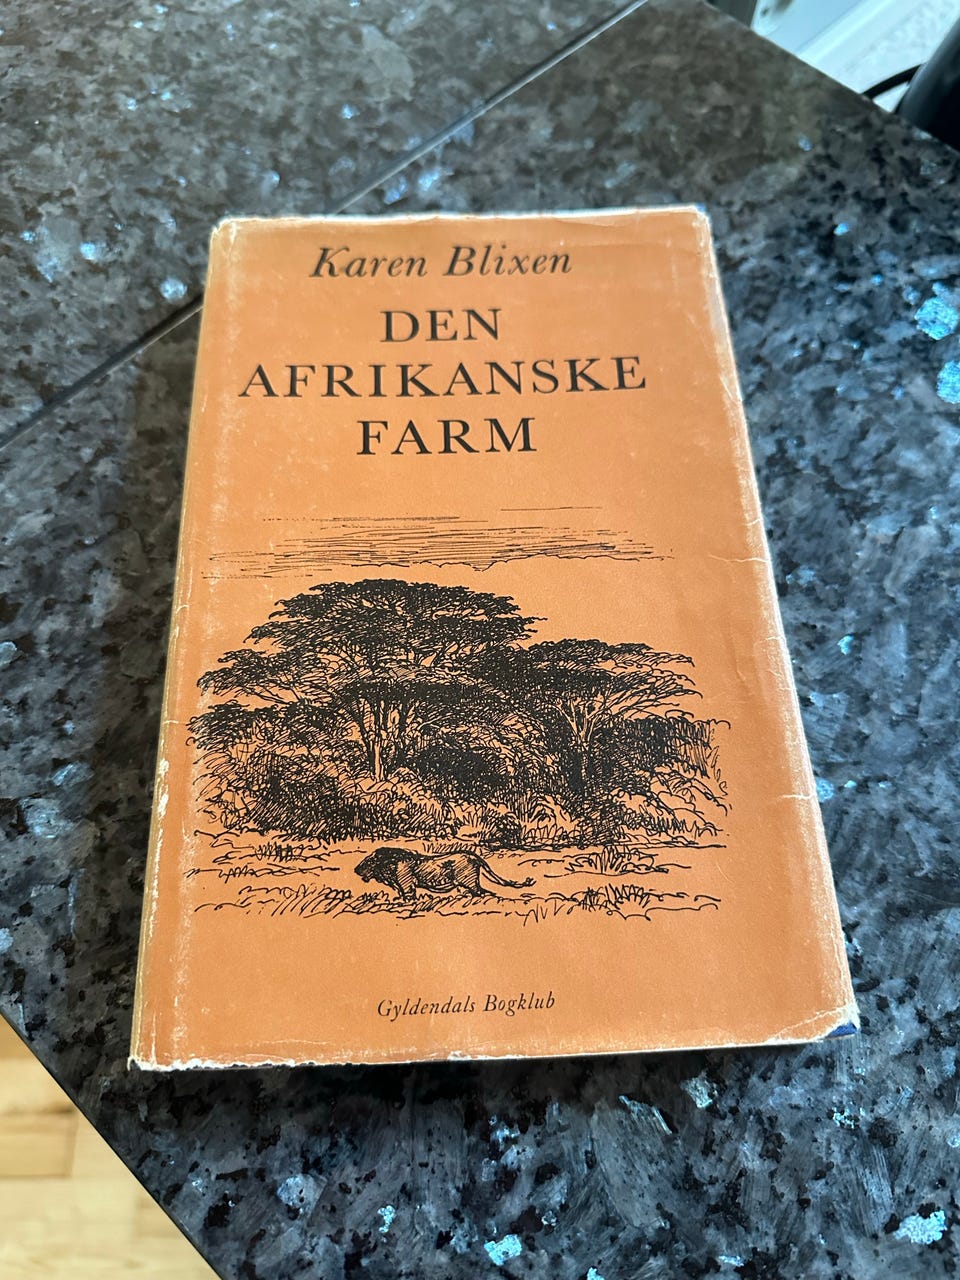 Karen Blixen
DEN
AFRIKANSKE
FARM
Gyldendals Bogklub